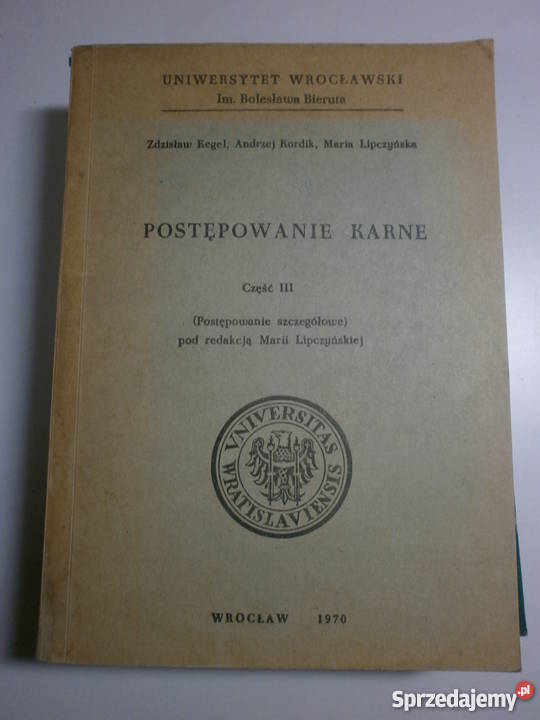 UNIWERSYTET WROCŁAWSKI
Im. Bolesława Bieruta
Zdzisław Kegel, Andrzej Kordik, Maria Lipczyńska
POSTĘPOWANIE KARNE
Część III
(Postępowanie szczegółowe)
pod redakcją Marii Lipczyńskiej
VNIVERSITAS
WRATISLAVIENSIS
WROCŁAW 1970
Sprzedajemy.pl